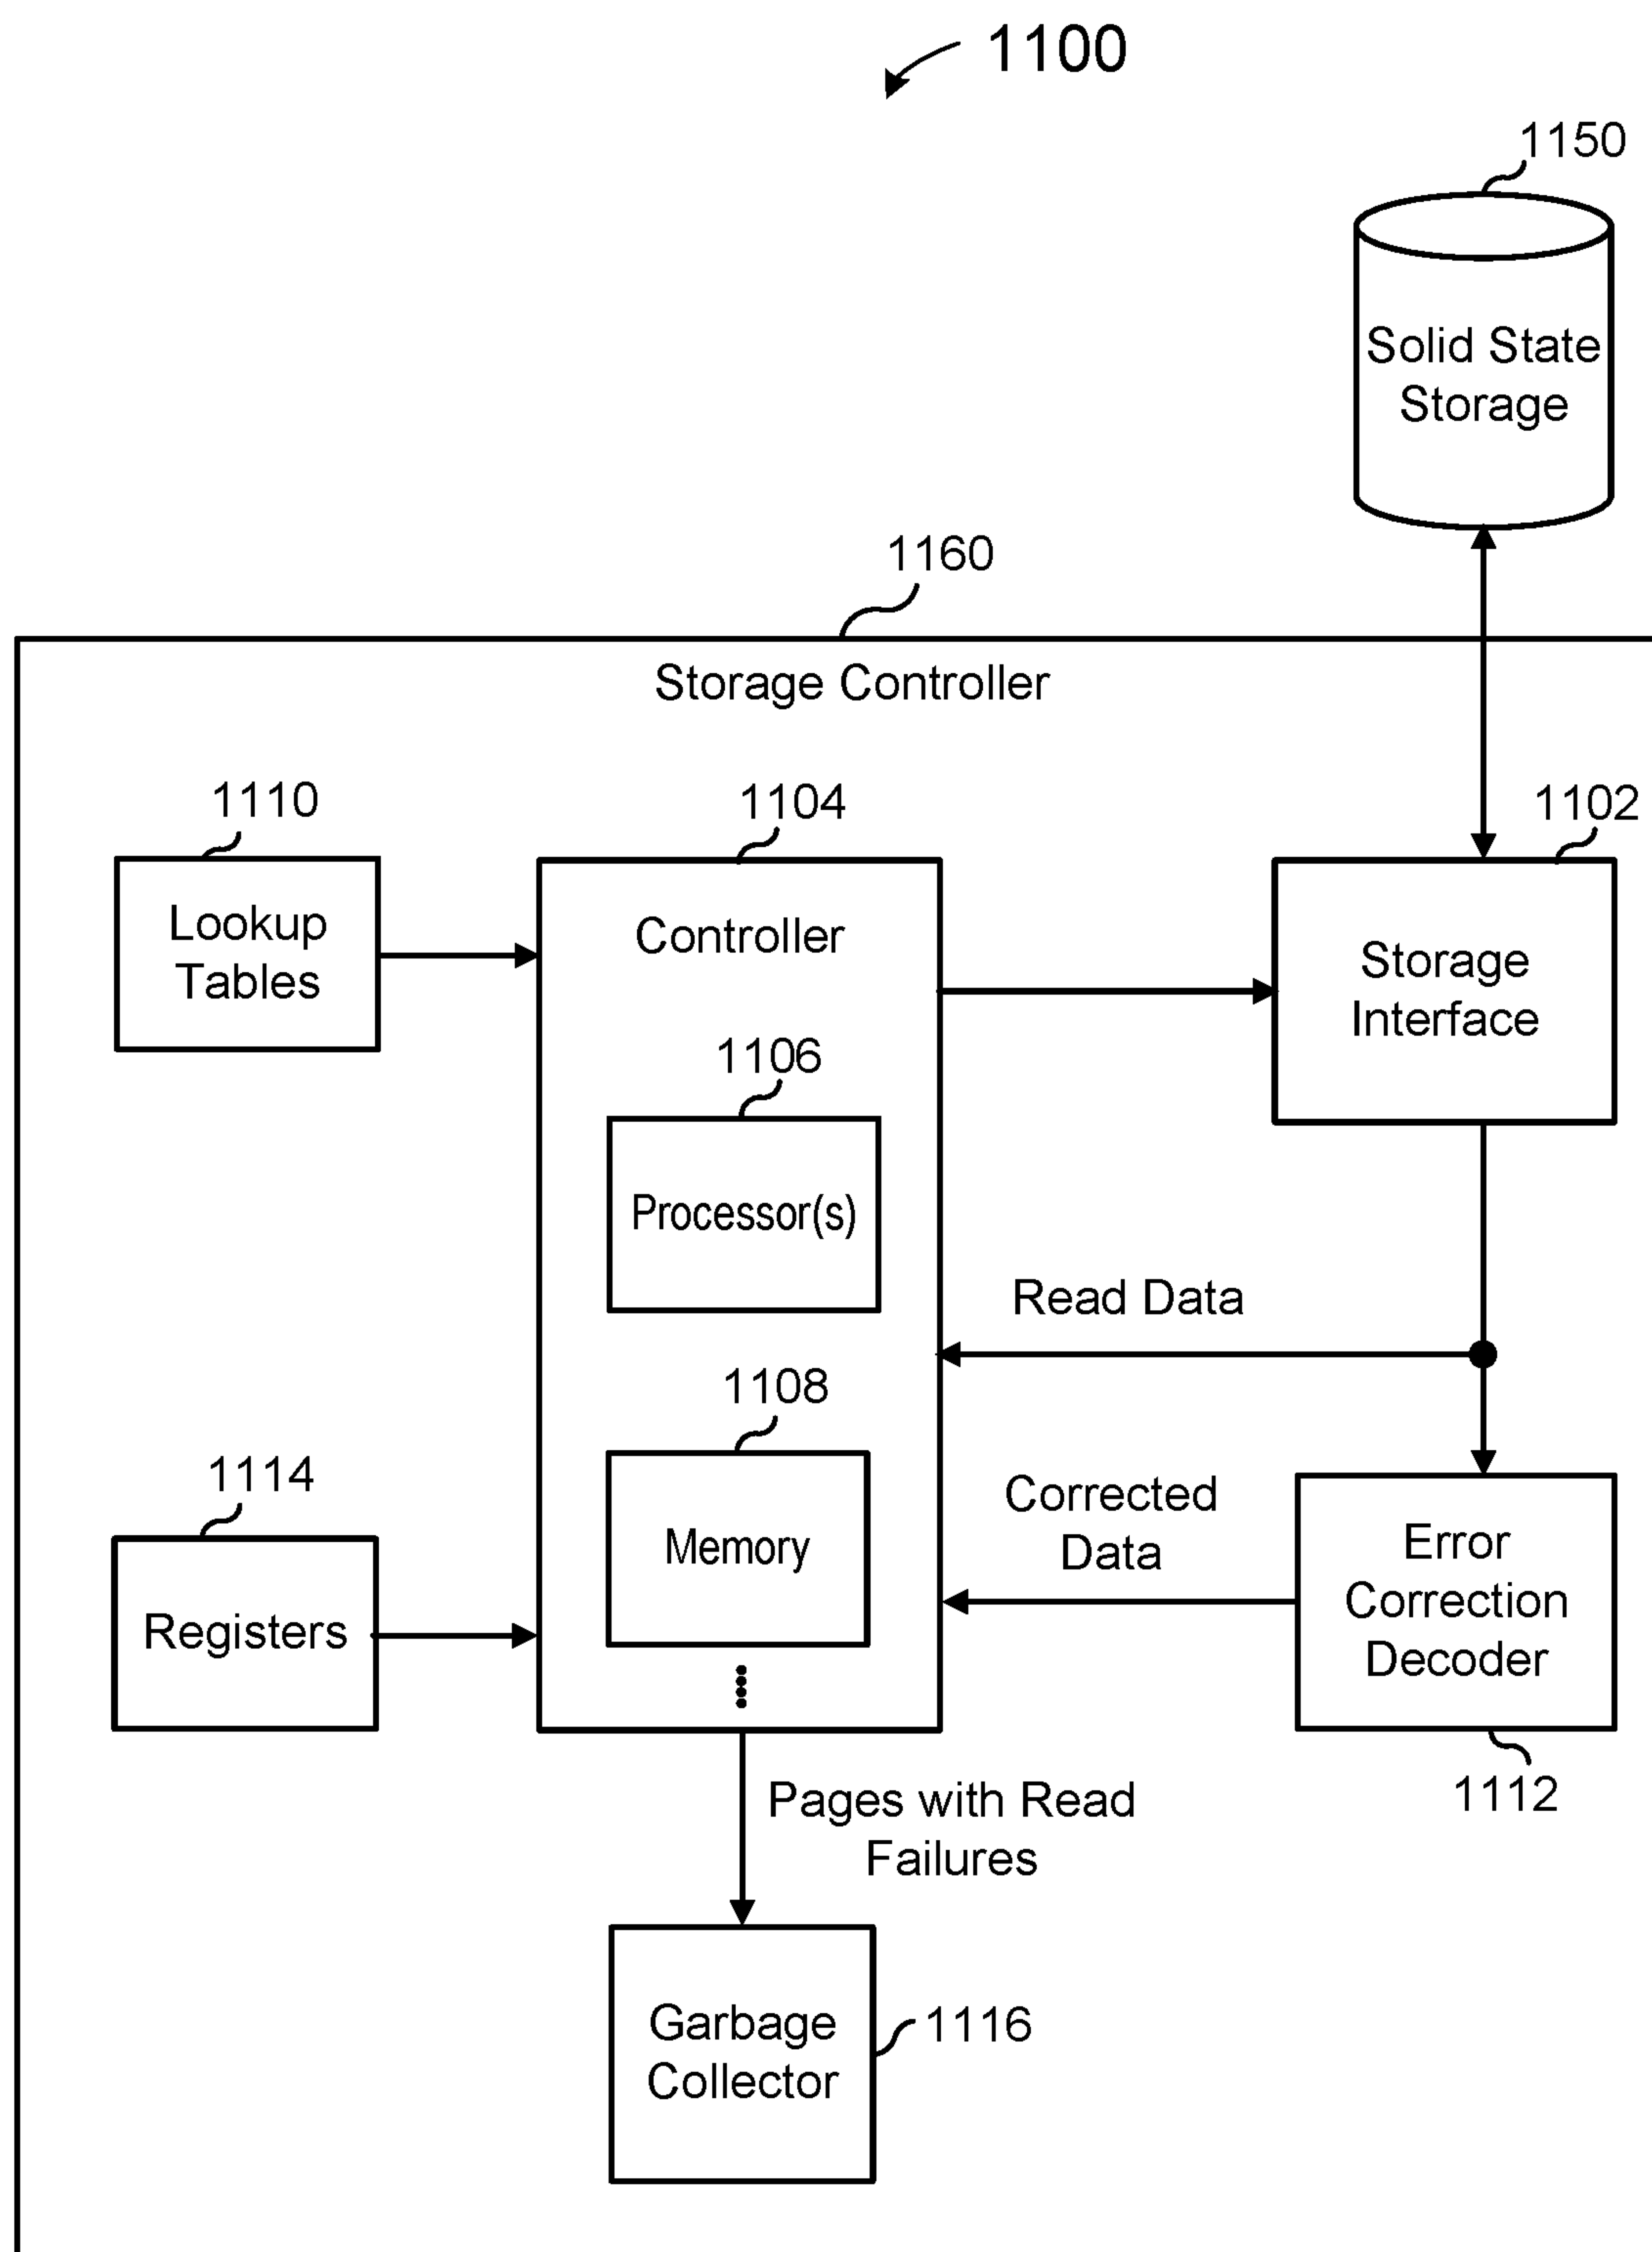 1100
1150
Solid State
Storage
1160
Storage Controller
1110
1104
1102
Lookup
Tables
Controller
Storage
Interface
1106
Processor(s)
Read Data
1108
1114
Corrected
Data
Memory
Error
Correction
Decoder
Registers
1112
Pages with Read
Failures
Garbage
Collector
1116